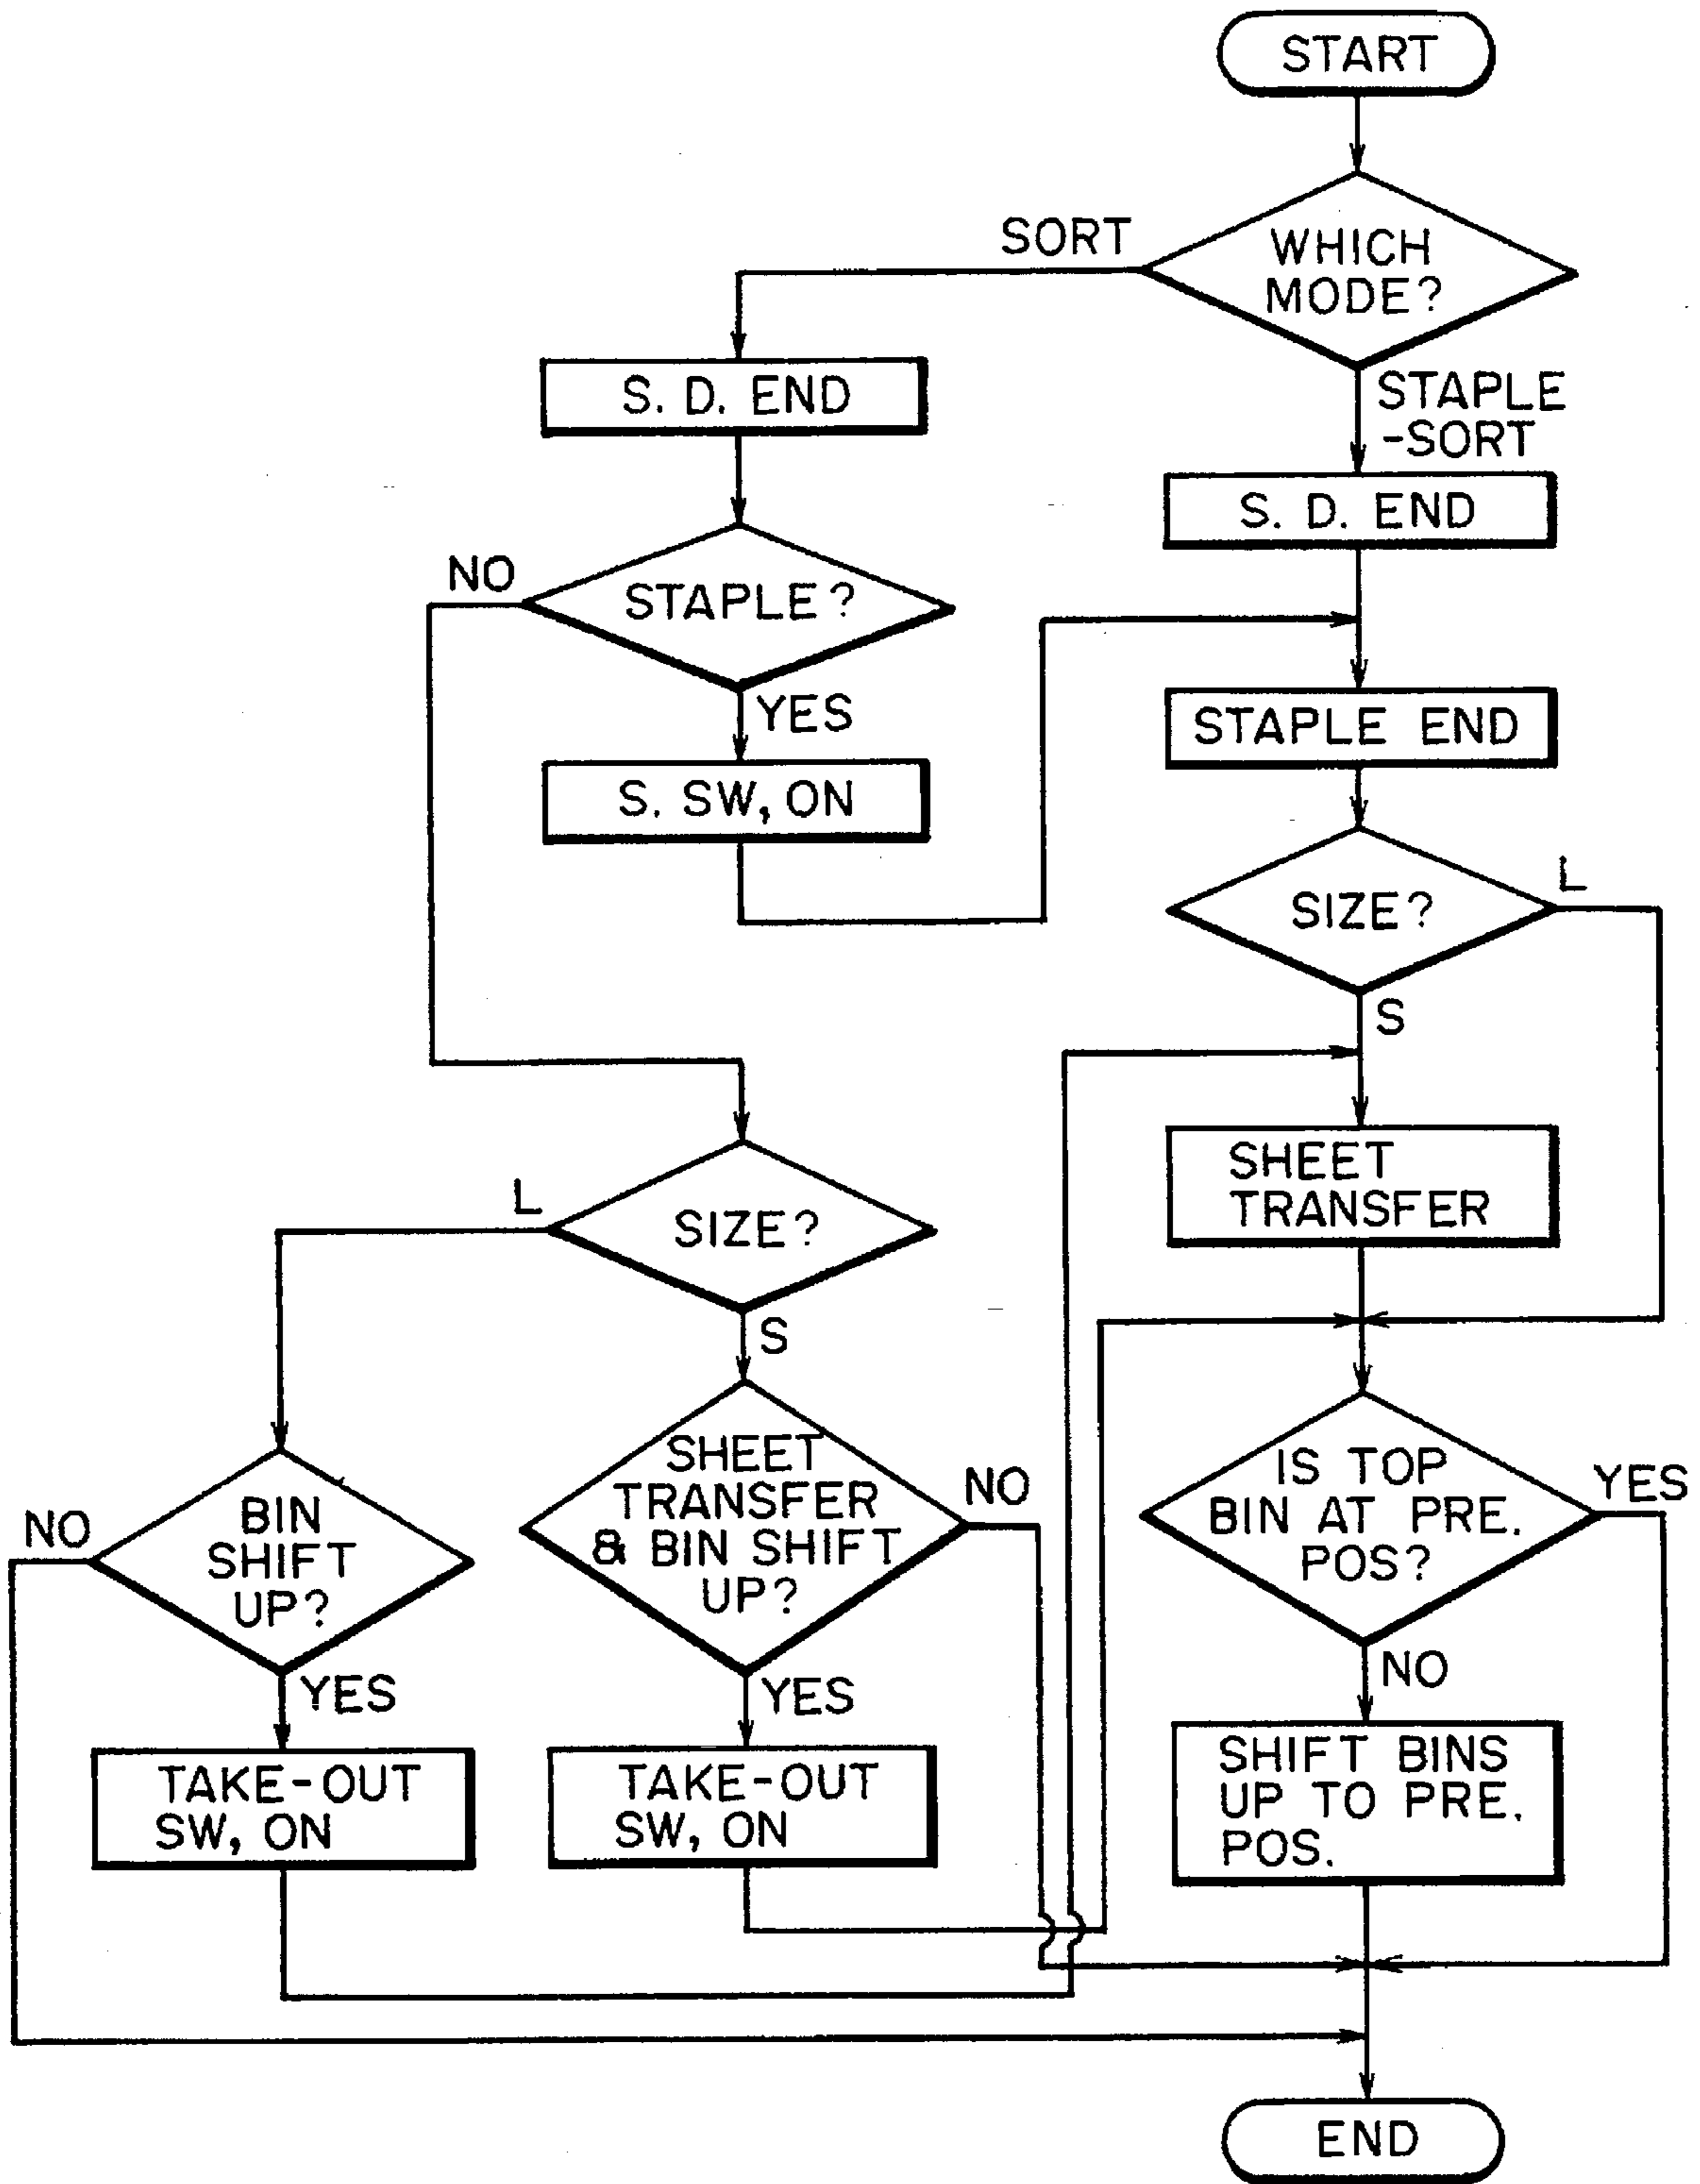 START
SORT
WHICH
MODE?
STAPLE
-SORT
S. D. END
S. D. END
NO
STAPLE?
YES
STAPLE END
S. SW, ON
L
SIZE?
S
SHEET
TRANSFER
L
SIZE?
S
NO
BIN
SHIFT
UP?
YES
SHEET
TRANSFER
& BIN SHIFT
UP?
NO
YES
IS TOP
BIN AT PRE.
POS?
YES
NO
TAKE-OUT
SW, ON
TAKE-OUT
SW, ON
SHIFT BINS
UP TO PRE.
POS.
END